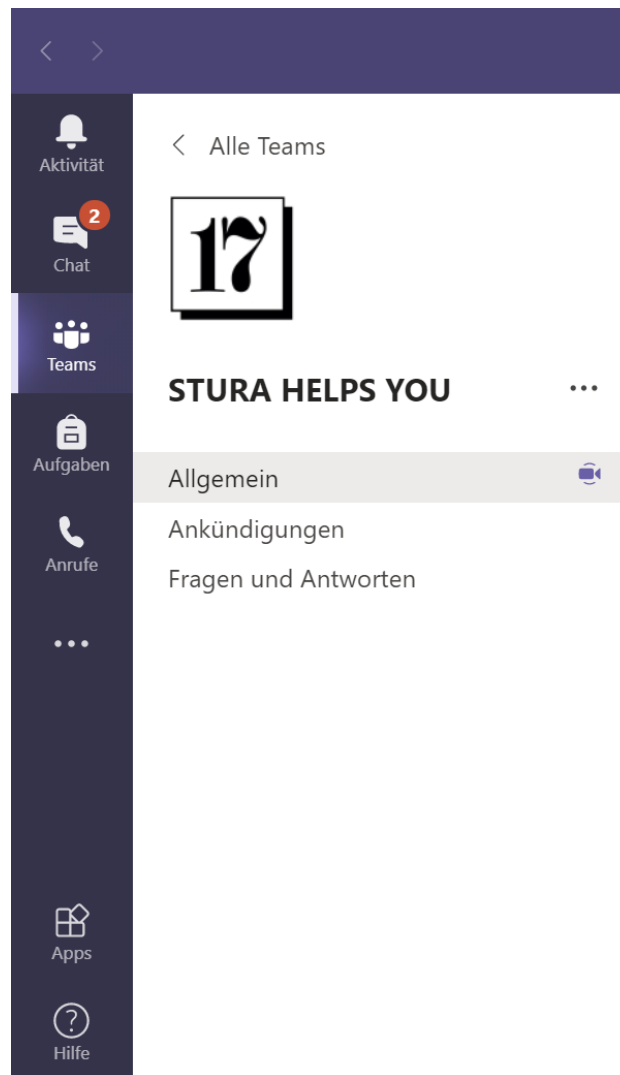 Aktivität
2
Chat
Teams
Aufgaben
Anrufe
Apps
Hilfe
Alle Teams
17
STURA HELPS YOU
Allgemein
Ankündigungen
Fragen und Antworten